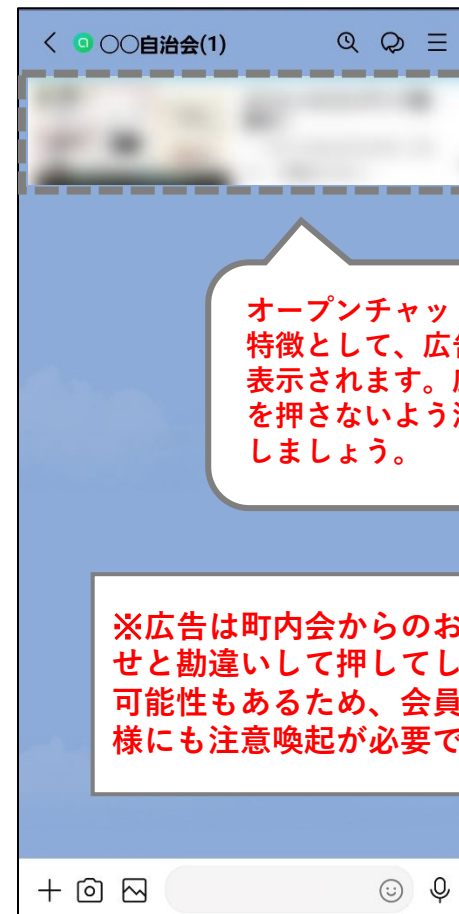 ○○自治会(1)
オープンチャッ
特徴として、広
表示されます。
を押さないよう
しましょう。
※広告は町内会からのお
せと勘違いして押してし
可能性もあるため、会員
様にも注意喚起が必要で